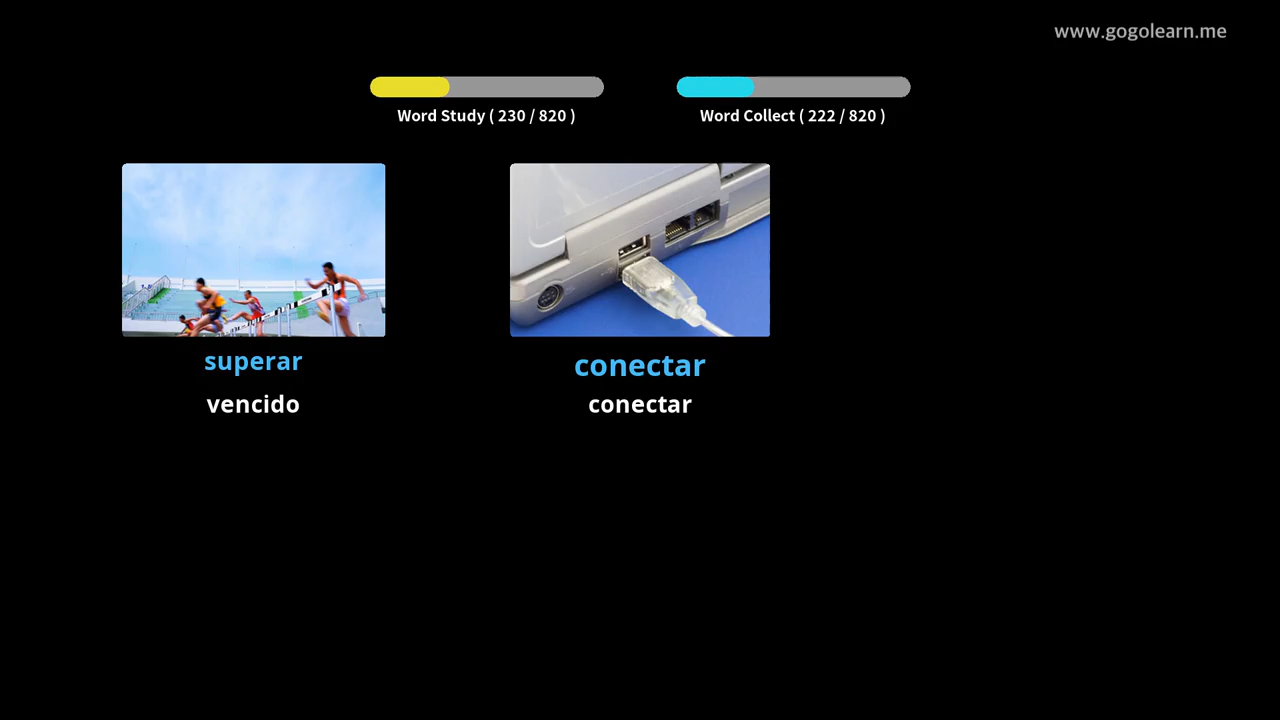 www.gogolearn.me
Word Study ( 230 / 820 )
Word Collect ( 222 / 820 )
superar
vencido
conectar
conectar